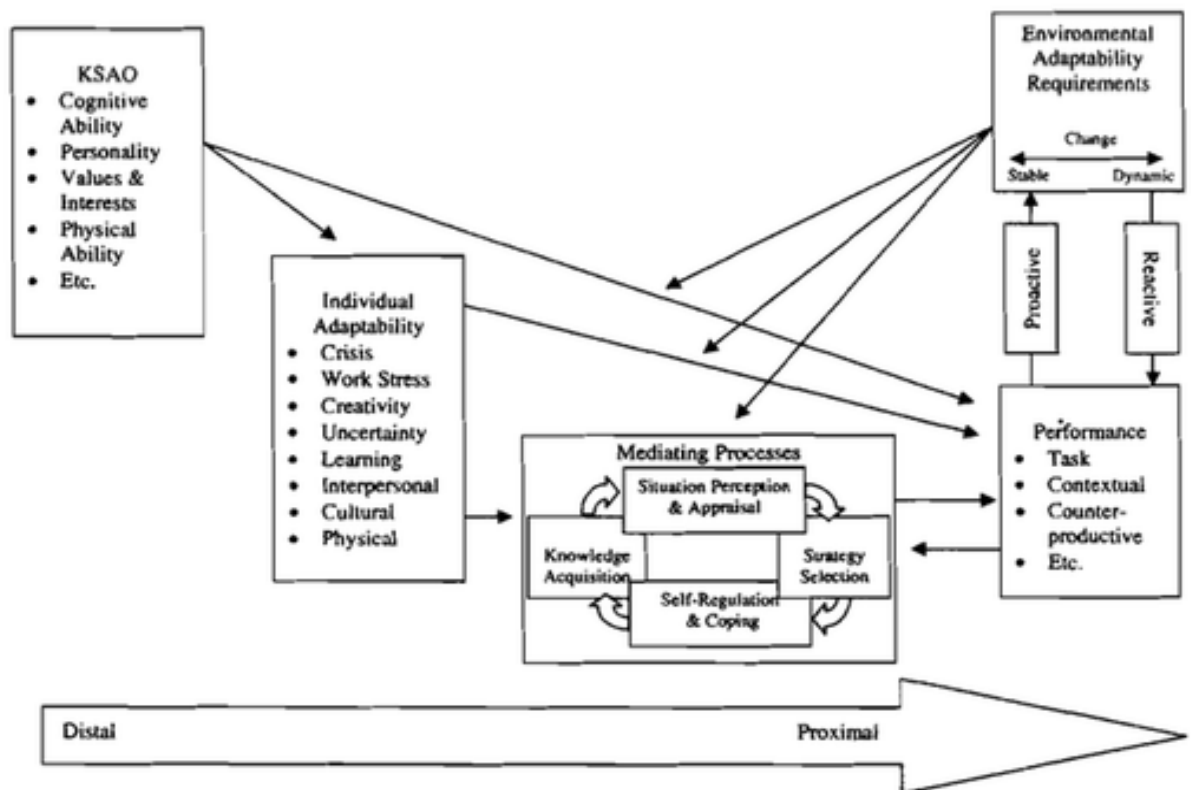 KSAO
• Cognitive
Ability
• Personality
• Values &
Interests
• Physical
Ability
• Etc.
Individual
Adaptability
• Crisis
• Work Stress
• Creativity
• Uncertainty
• Learning
• Interpersonal
• Cultural
• Physical
Mediating Processes
Situation Perception
& Appraisal
Knowledge
Acquisition
Strategy
Selection
Self-Regulation
& Coping
Environmental
Adaptability
Requirements
Change
Stable
Dynamic
Proactive
Reactive
Performance
• Task
• Contextual
• Counter-
productive
• Etc.
Distal
Proximal